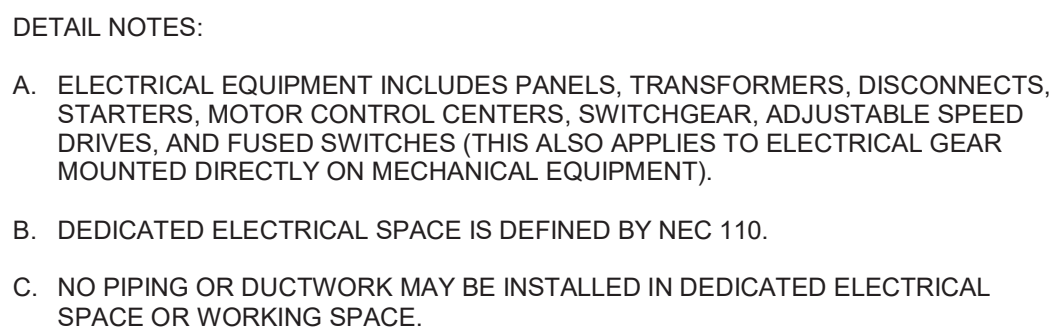 DETAIL NOTES:
A. ELECTRICAL EQUIPMENT INCLUDES PANELS, TRANSFORMERS, DISCONNECTS,
STARTERS, MOTOR CONTROL CENTERS, SWITCHGEAR, ADJUSTABLE SPEED
DRIVES, AND FUSED SWITCHES (THIS ALSO APPLIES TO ELECTRICAL GEAR
MOUNTED DIRECTLY ON MECHANICAL EQUIPMENT).
B. DEDICATED ELECTRICAL SPACE IS DEFINED BY NEC 110.
C. NO PIPING OR DUCTWORK MAY BE INSTALLED IN DEDICATED ELECTRICAL
SPACE OR WORKING SPACE.